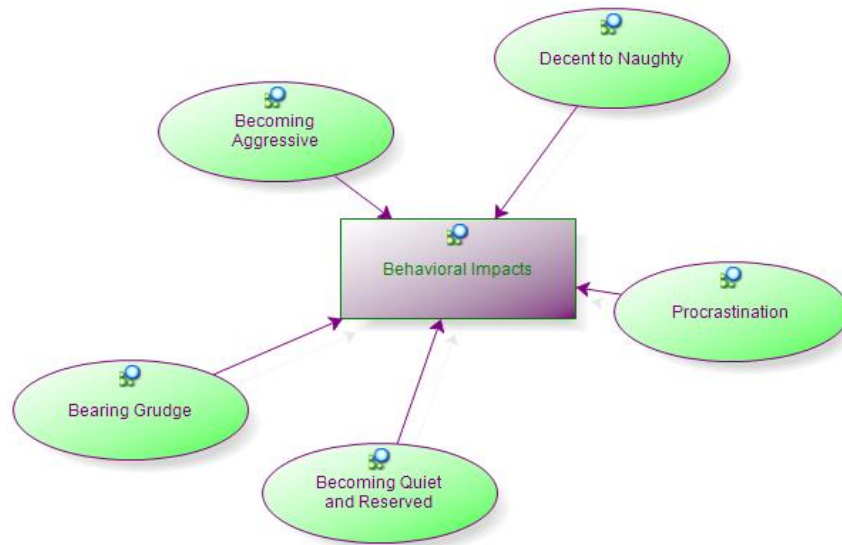 Decent to Naughty
Becoming
Aggressive
Behavioral Impacts
Procrastination
Bearing Grudge
Becoming Quiet
and Reserved